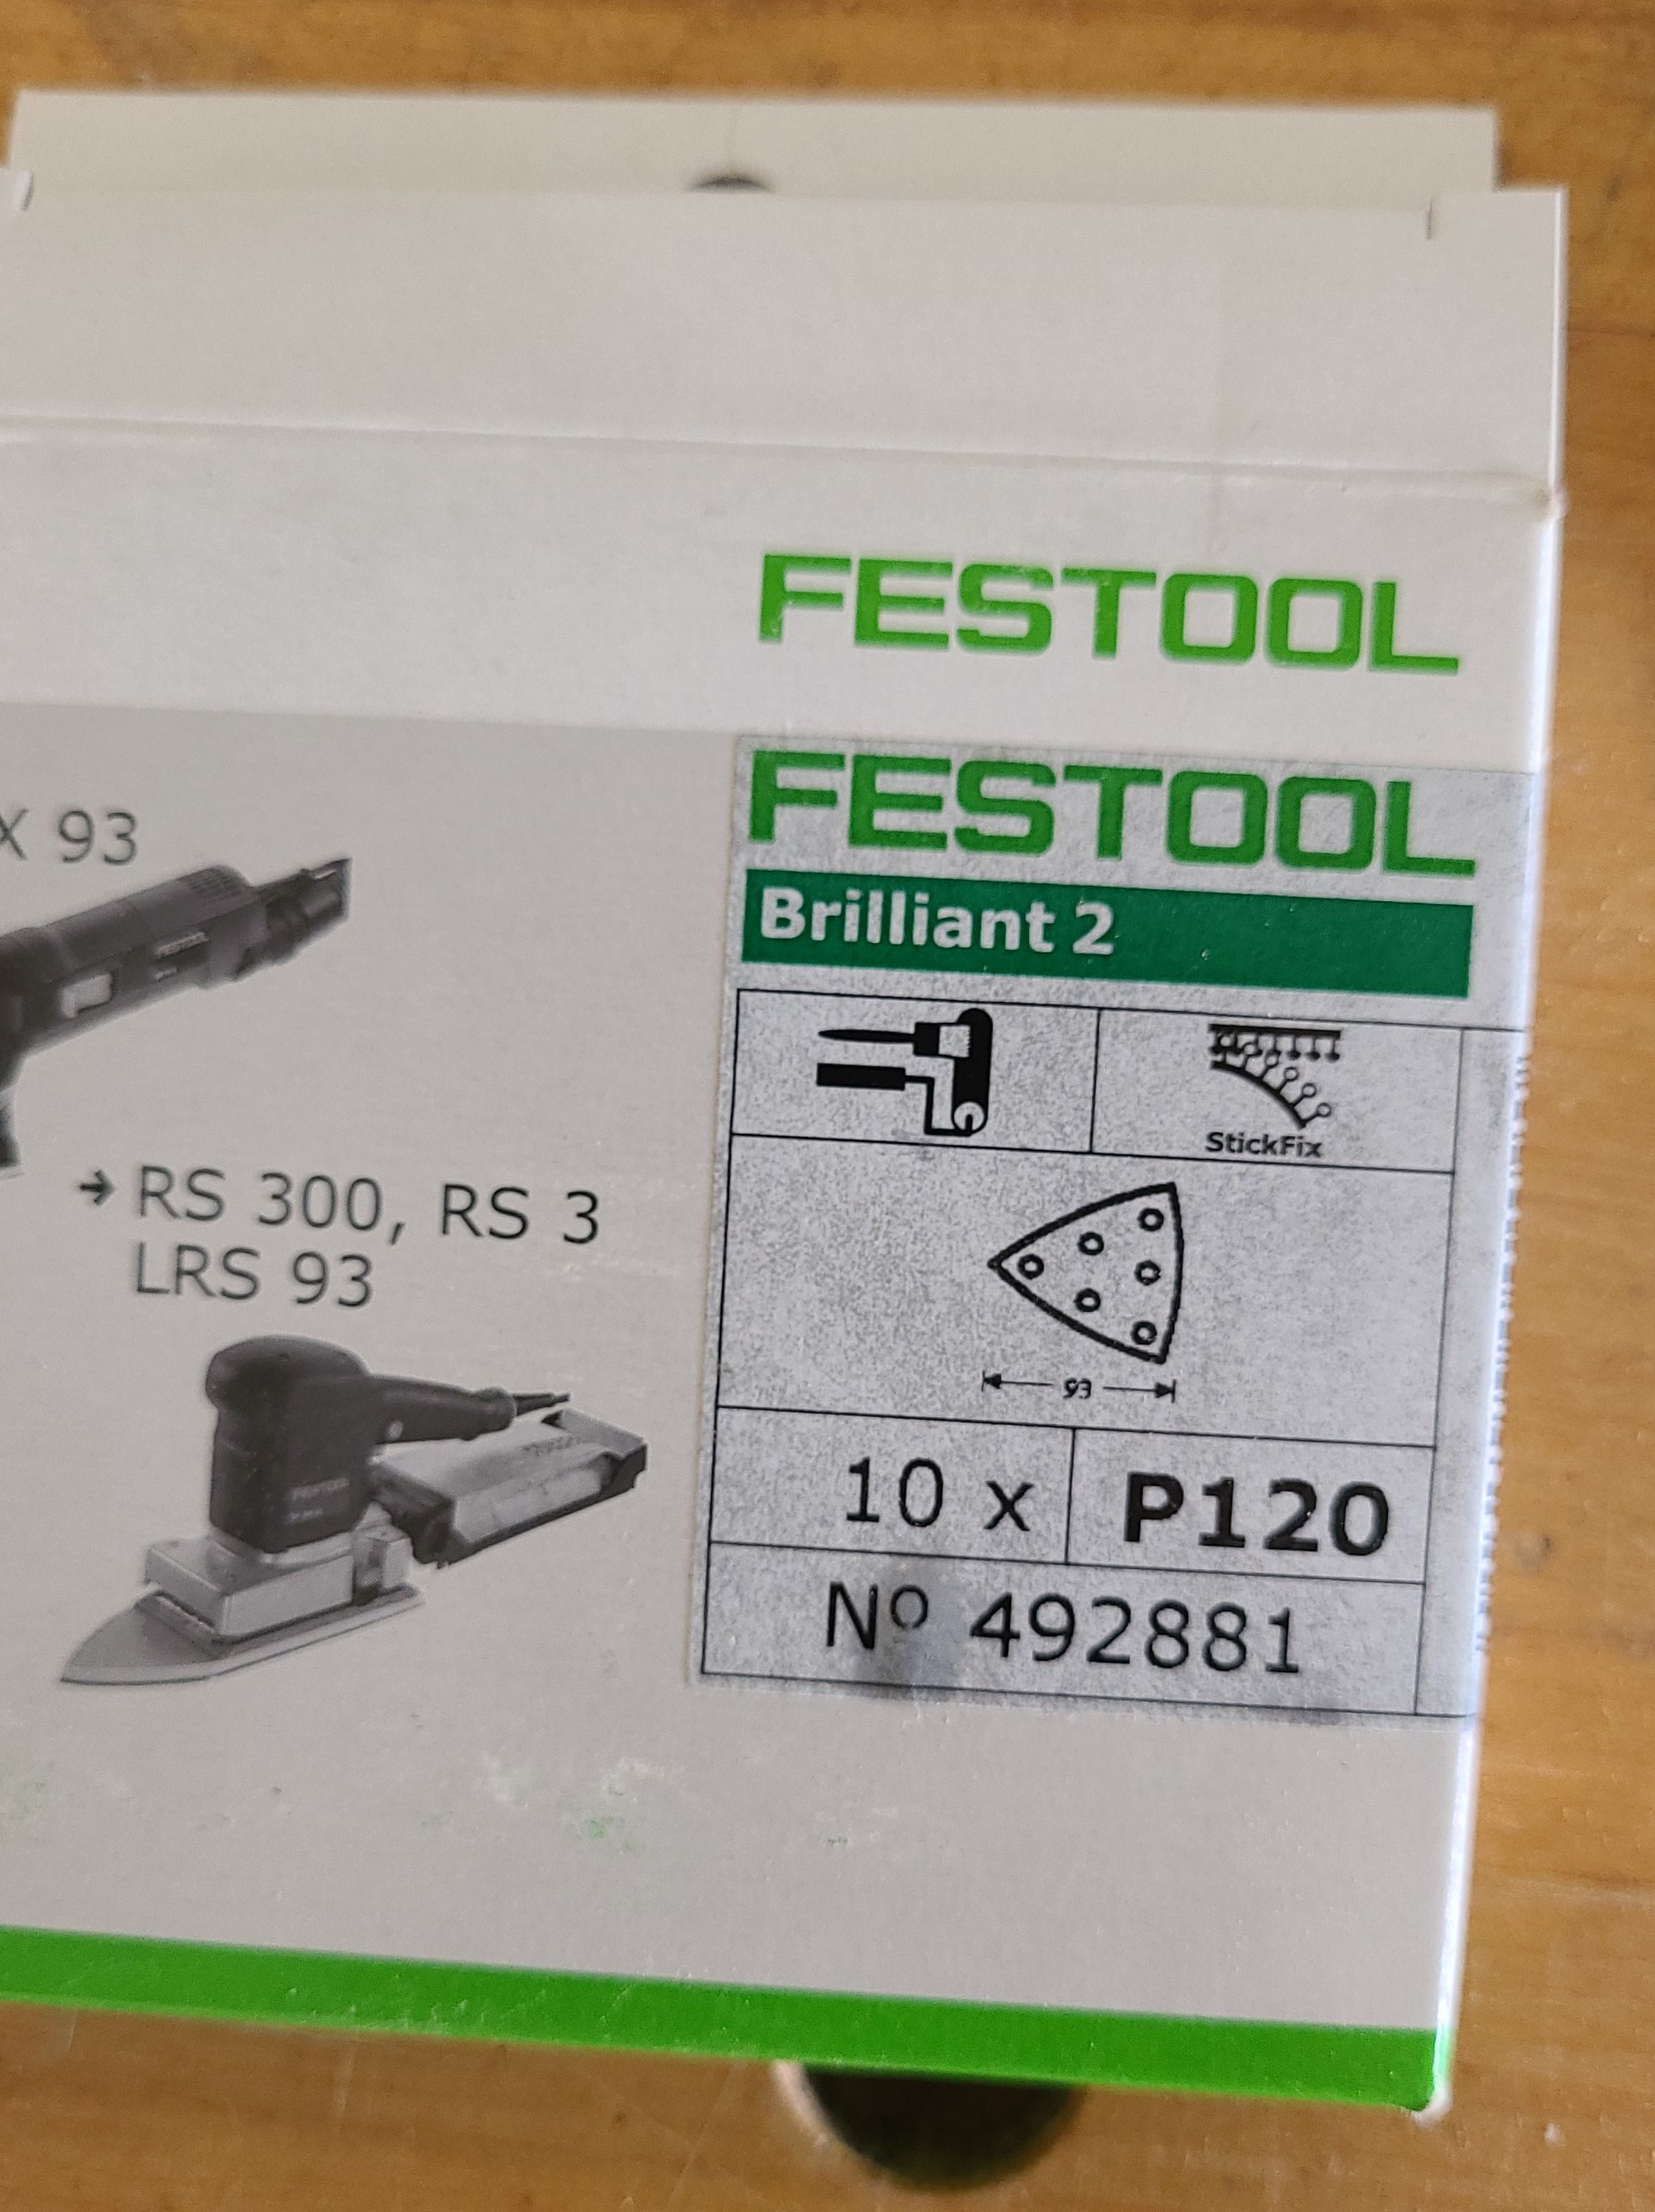 FESTOOL
FESTOOL
Brilliant 2
X 93
StickFix
→ RS 300, RS 3
LRS 93
93
10 x P120
Nº 492881